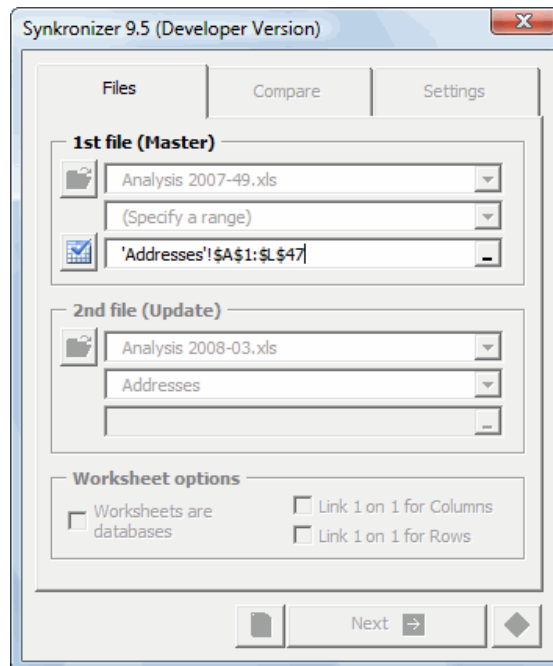 Synkronizer 9.5 (Developer Version)
Files
Compare
Settings
1st file (Master)
Analysis 2007-49.xls
(Specify a range)
'Addresses'!$A$1:$L$47
2nd file (Update)
Analysis 2008-03.xls
Addresses
Worksheet options
Worksheets are
databases
Link 1 on 1 for Columns
Link 1 on 1 for Rows
Next